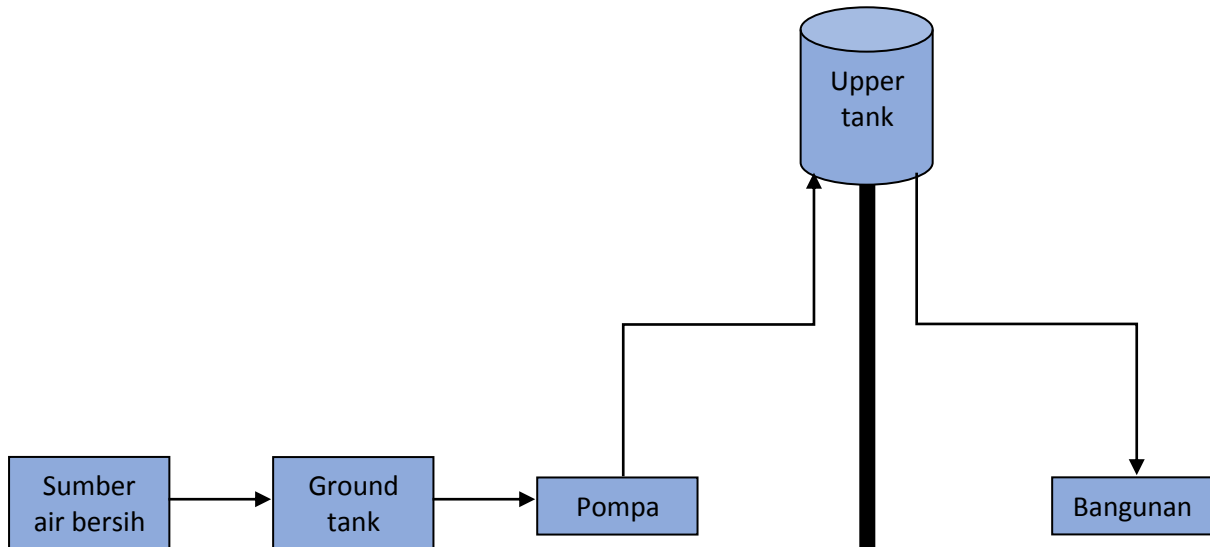 Upper
tank
Sumber
air bersih
Ground
tank
Pompa
Bangunan